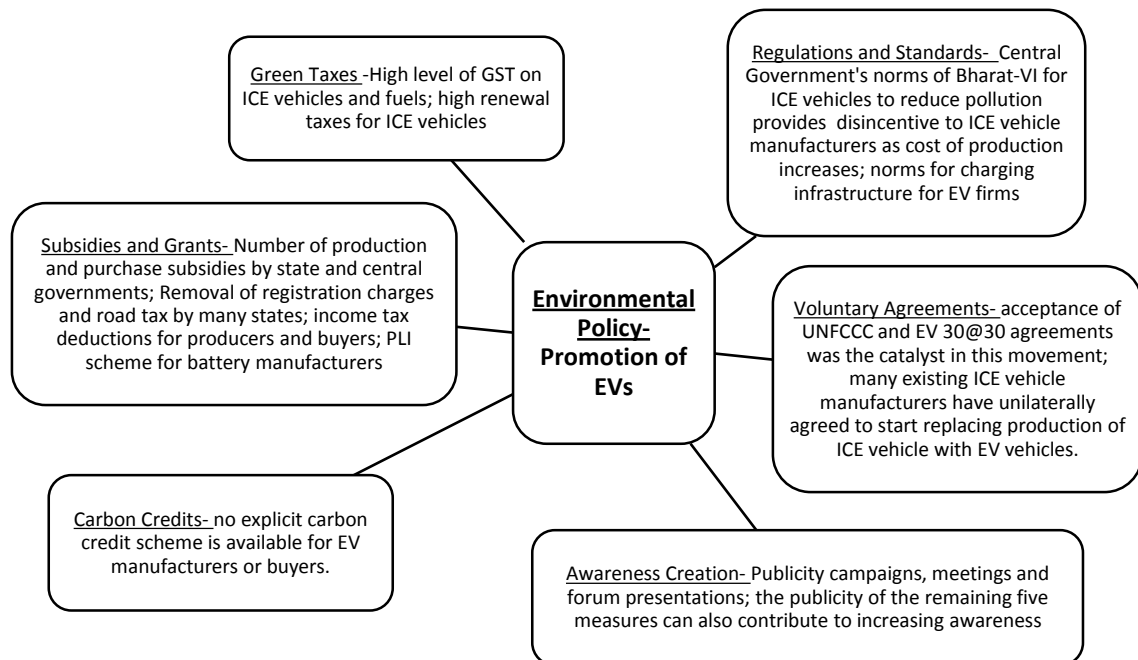 Green Taxes -High level of GST on
ICE vehicles and fuels; high renewal
taxes for ICE vehicles
Regulations and Standards- Central
Government's norms of Bharat-VI for
ICE vehicles to reduce pollution
provides disincentive to ICE vehicle
manufacturers as cost of production
increases; norms for charging
infrastructure for EV firms
Subsidies and Grants- Number of production
and purchase subsidies by state and central
governments; Removal of registration charges
and road tax by many states; income tax
deductions for producers and buyers; PLI
scheme for battery manufacturers
Environmental
Policy-
Promotion of
EVs
Voluntary Agreements- acceptance of
UNFCCC and EV 30@30 agreements
was the catalyst in this movement;
many existing ICE vehicle
manufacturers have unilaterally
agreed to start replacing production of
ICE vehicle with EV vehicles.
Carbon Credits- no explicit carbon
credit scheme is available for EV
manufacturers or buyers.
Awareness Creation- Publicity campaigns, meetings and
forum presentations; the publicity of the remaining five
measures can also contribute to increasing awareness